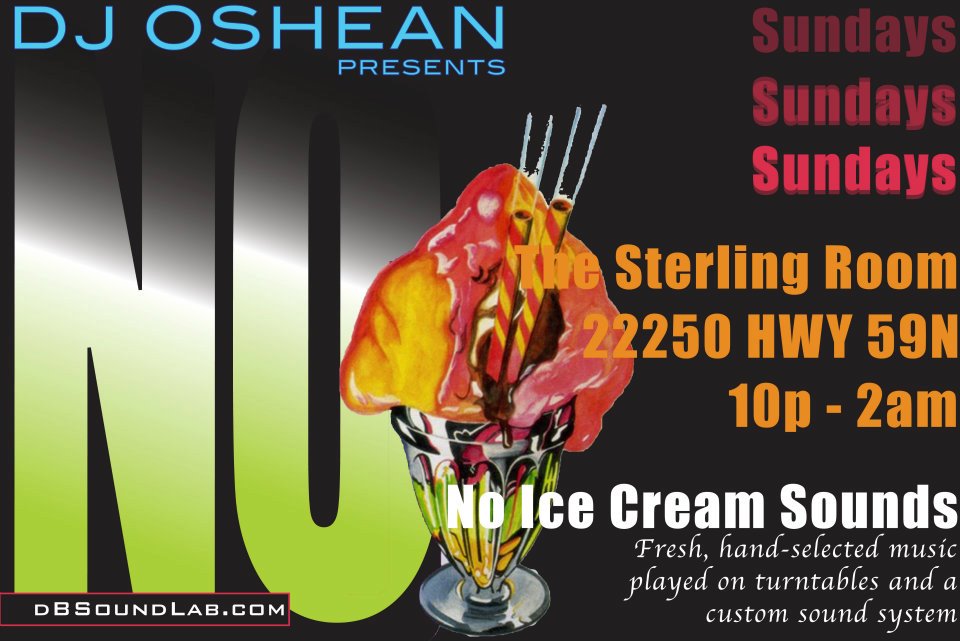 DJ OSHEAN
PRESENTS
Sundays
Sundays
Sundays
NO
The Sterling Room
22250 HWY 59N
10p - 2am
No Ice Cream Sounds
Fresh, hand-selected music
played on turntables and a
custom sound system
dBSoundLab.com